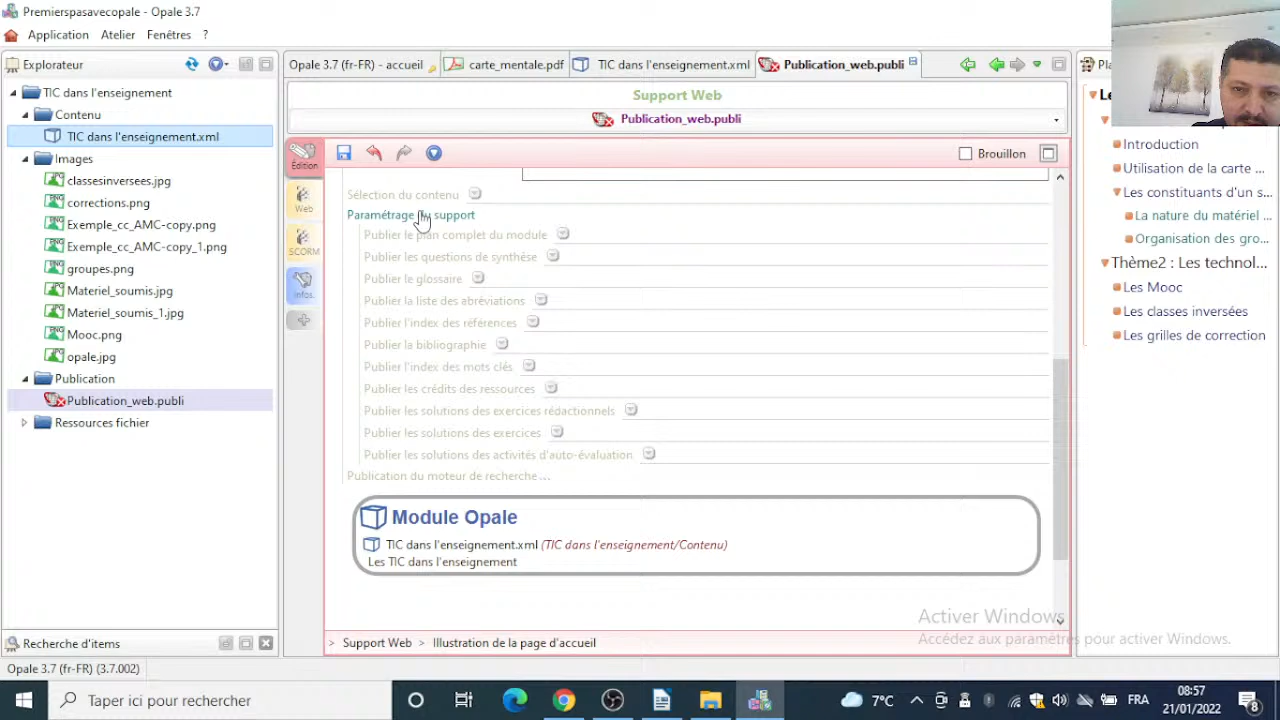 Premierspasavecopale - Opale 3.7
Application Atelier Fenêtres ?
Explorateur
TIC dans l'enseignement
Contenu
TIC dans l'enseignement.xml
Images
classesinversees.jpg
corrections.png
Exemple_cc_AMC-copy.png
Exemple_cc_AMC-copy_1.png
groupes.png
Materiel_soumis.jpg
Materiel_soumis_1.jpg
Mooc.png
opale.jpg
Publication
Publication_web.publi
Ressources fichier
Recherche d'items
Opale 3.7 (fr-FR) - accueil
carte_mentale.pdf
TIC dans l'enseignement.xml
Publication_web.publi
Support Web
Publication_web.publi
Édition
Web
SCORM
Infos.
Brouillon
Sélection du contenu
Paramétrage du support
Publier le plan complet du module
Publier les questions de synthèse
Publier le glossaire
Publier la liste des abréviations
Publier l'index des références
Publier la bibliographie
Publier l'index des mots clés
Publier les crédits des ressources
Publier les solutions des exercices rédactionnels
Publier les solutions des exercices
Publier les solutions des activités d'auto-évaluation
Publication du moteur de recherche ...
Module Opale
TIC dans l'enseignement.xml (TIC dans l'enseignement/Contenu)
Les TIC dans l'enseignement
> Support Web > Illustration de la page d'accueil
Introduction
Utilisation de la carte ...
Les constituants d'un s ...
La nature du matériel ...
Organisation des gro...
Thème2 : Les technol...
Les Mooc
Les classes inversées
Les grilles de correction
Activer Windows
Accédez aux paramètres pour activer Windows.
Opale 3.7 (fr-FR) (3.7.002)
Taper ici pour rechercher
7°C
FRA
08:57
21/01/2022
8